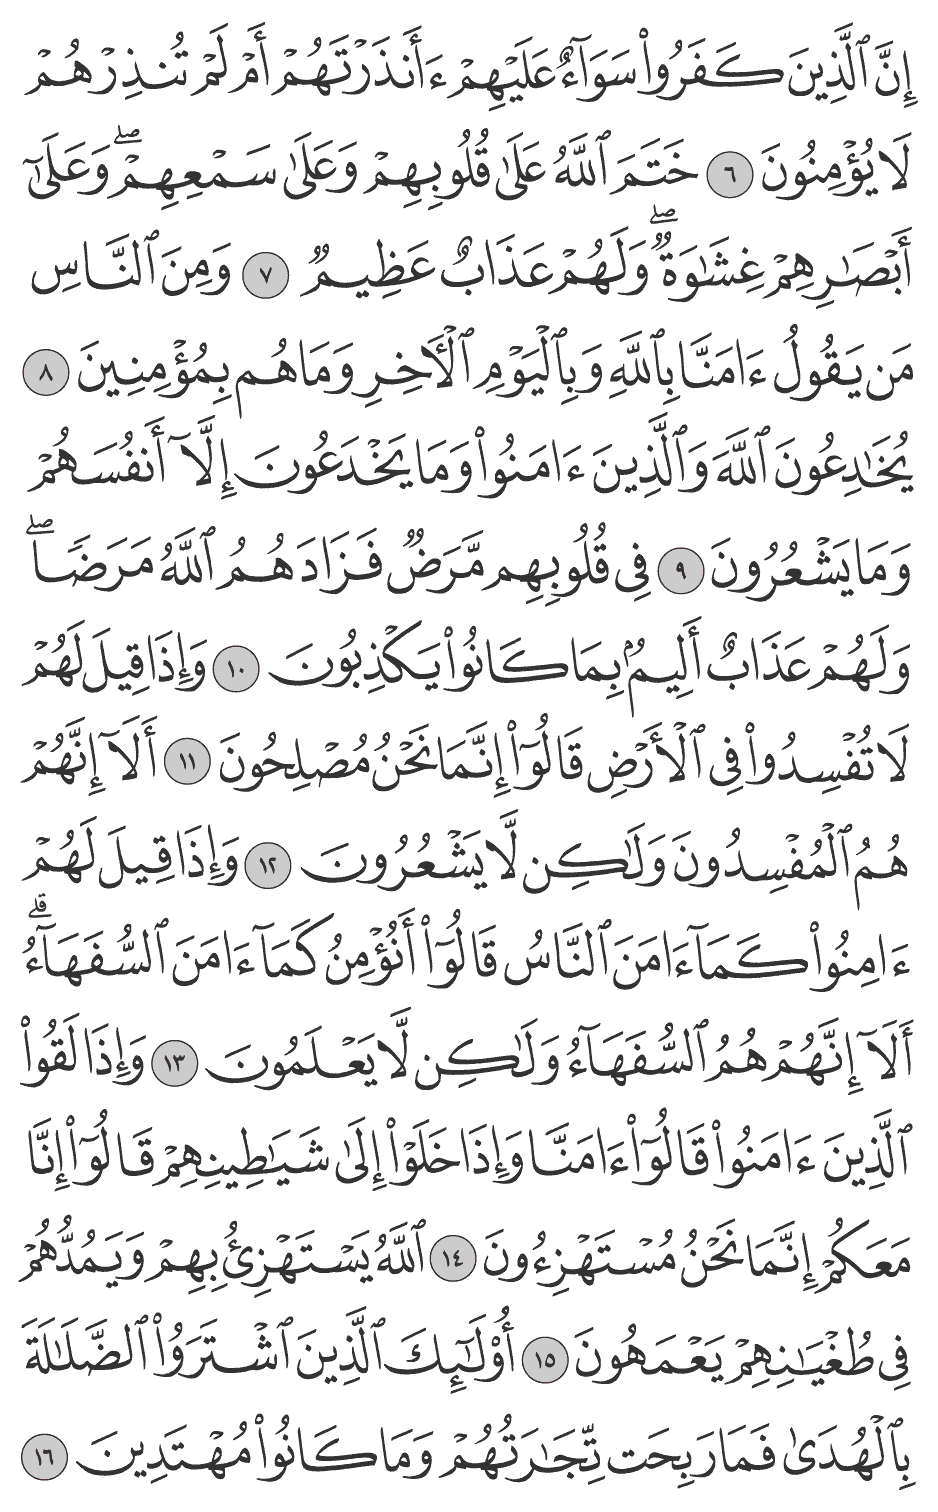 إِنَّ ٱلَّذِينَ كَفَرُوا۟ سَوَآءٌ عَلَيْهِمْ ءَأَنذَرْتَهُمْ أَمْ لَمْ تُنذِرْهُمْ
لَا يُؤْمِنُونَ ٦ خَتَمَ ٱللَّهُ عَلَىٰ قُلُوبِهِمْ وَعَلَىٰ سَمْعِهِمْ ۖ وَعَلَىٰٓ
أَبْصَـٰرِهِمْ غِشَـٰوَةٌ ۖ وَلَهُمْ عَذَابٌ عَظِيمٌ ٧ وَمِنَ ٱلنَّاسِ
مَن يَقُولُ ءَامَنَّا بِٱللَّهِ وَبِٱلْيَوْمِ ٱلْـَٔاخِرِ وَمَا هُم بِمُؤْمِنِينَ ٨
يُخَـٰدِعُونَ ٱللَّهَ وَٱلَّذِينَ ءَامَنُوا۟ وَمَا يَخْدَعُونَ إِلَّآ أَنفُسَهُمْ
وَمَا يَشْعُرُونَ ٩ فِى قُلُوبِهِم مَّرَضٌ فَزَادَهُمُ ٱللَّهُ مَرَضًا ۖ
وَلَهُمْ عَذَابٌ أَلِيمٌۢ بِمَا كَانُوا۟ يَكْذِبُونَ ١٠ وَإِذَا قِيلَ لَهُمْ
لَا تُفْسِدُوا۟ فِى ٱلْأَرْضِ قَالُوٓا۟ إِنَّمَا نَحْنُ مُصْلِحُونَ ١١ أَلَآ إِنَّهُمْ
هُمُ ٱلْمُفْسِدُونَ وَلَـٰكِن لَّا يَشْعُرُونَ ١٢ وَإِذَا قِيلَ لَهُمْ
ءَامِنُوا۟ كَمَآ ءَامَنَ ٱلنَّاسُ قَالُوٓا۟ أَنُؤْمِنُ كَمَآ ءَامَنَ ٱلسُّفَهَآءُ ۗ
أَلَآ إِنَّهُمْ هُمُ ٱلسُّفَهَآءُ وَلَـٰكِن لَّا يَعْلَمُونَ ١٣ وَإِذَا لَقُوا۟
ٱلَّذِينَ ءَامَنُوا۟ قَالُوٓا۟ ءَامَنَّا وَإِذَا خَلَوْا۟ إِلَىٰ شَيَـٰطِينِهِمْ قَالُوٓا۟ إِنَّا
مَعَكُمْ إِنَّمَا نَحْنُ مُسْتَهْزِءُونَ ١٤ ٱللَّهُ يَسْتَهْزِئُ بِهِمْ وَيَمُدُّهُمْ
فِى طُغْيَـٰنِهِمْ يَعْمَهُونَ ١٥ أُو۟لَـٰٓئِكَ ٱلَّذِينَ ٱشْتَرَوُا۟ ٱلضَّلَـٰلَةَ
بِٱلْهُدَىٰ فَمَا رَبِحَت تِّجَـٰرَتُهُمْ وَمَا كَانُوا۟ مُهْتَدِينَ ١٦